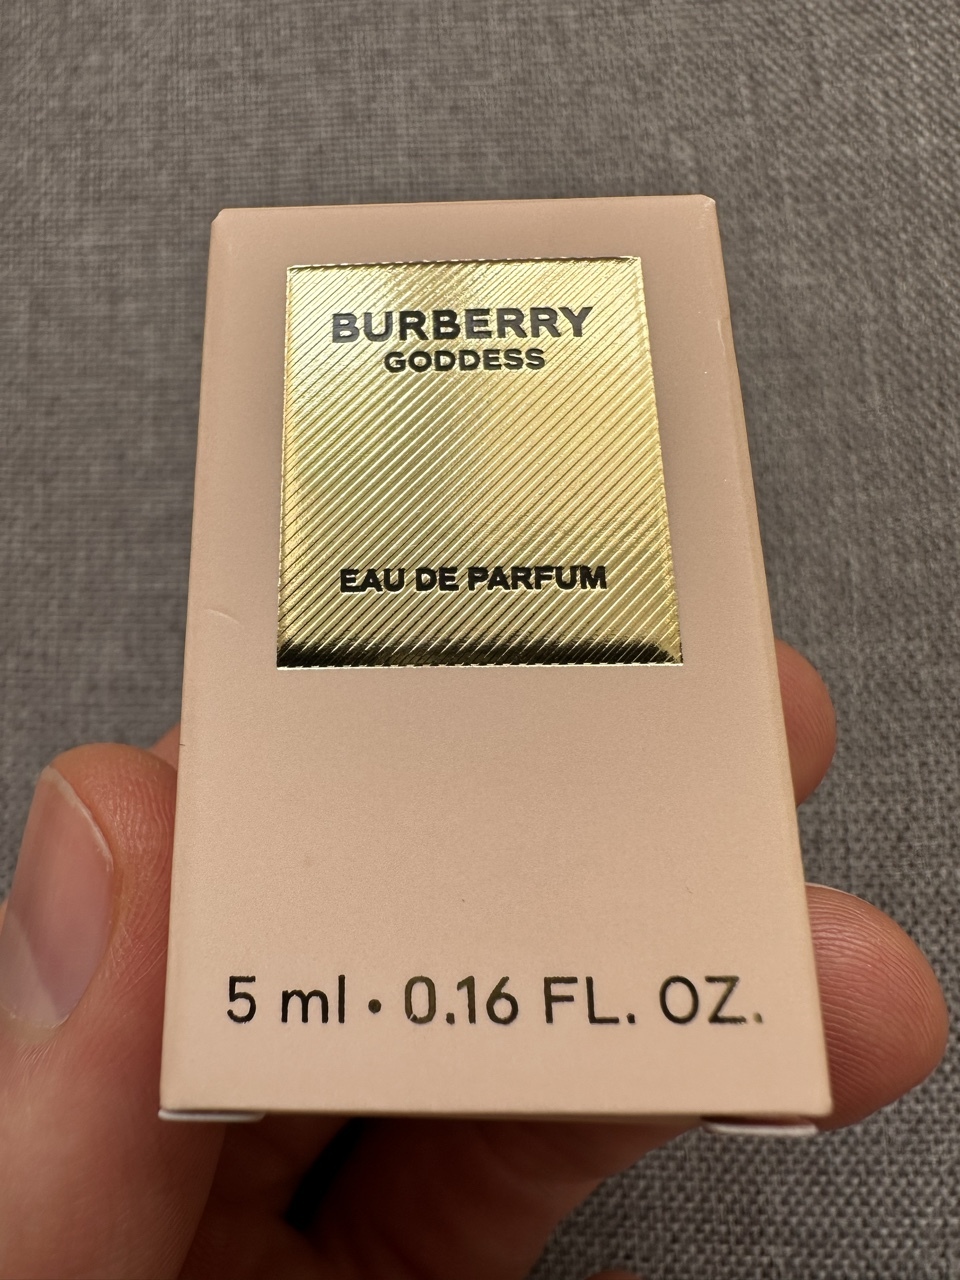 BURBERRY
GODDESS
EAU DE PARFUM
5 ml • 0.16 FL. OZ.